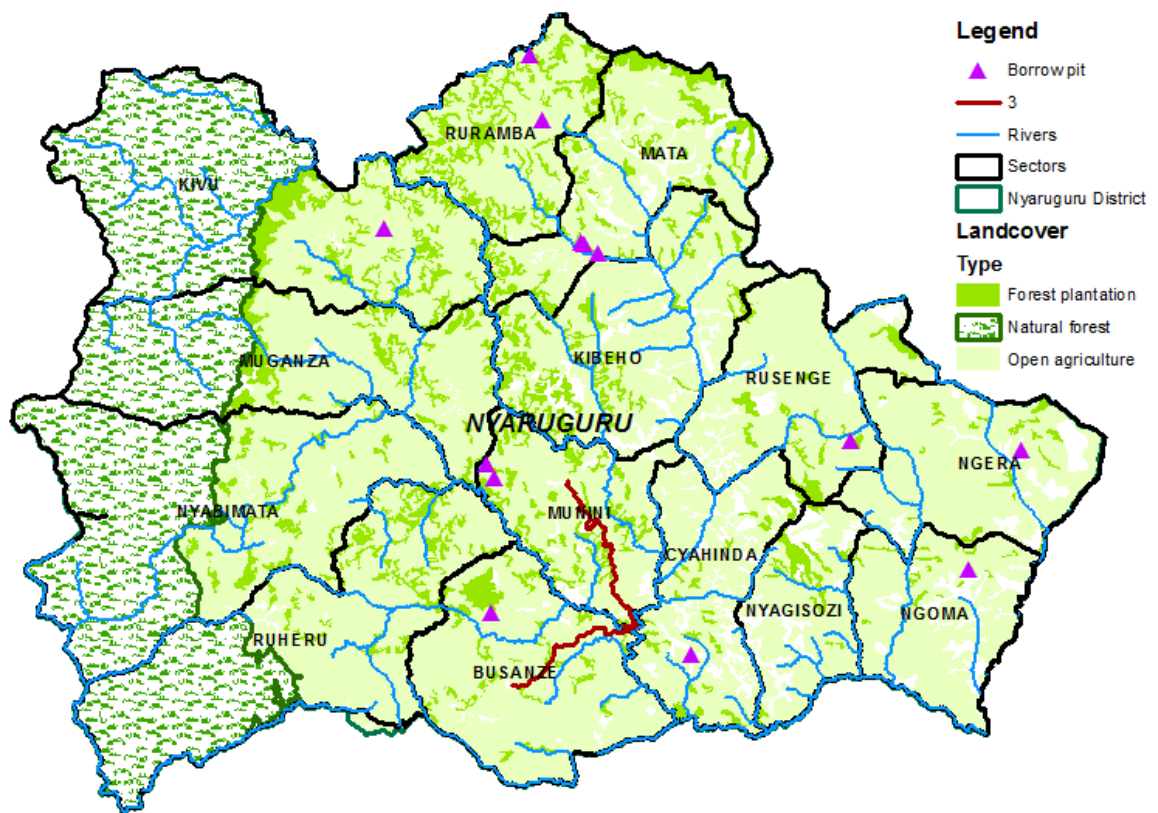 Legend
Borrow pit
3
Rivers
Sectors
Nyaruguru District
Landcover
Type
Forest plantation
Natural forest
Open agriculture
RURAMBA
MATA
KIVU
MUGANZA
KIBEHO
RUSENGE
NYARUGURU
NGERA
NYABIMATA
MUNINI
CYAHINDA
NYAGISOZI
NGOMA
RUHERU
BUSANZE